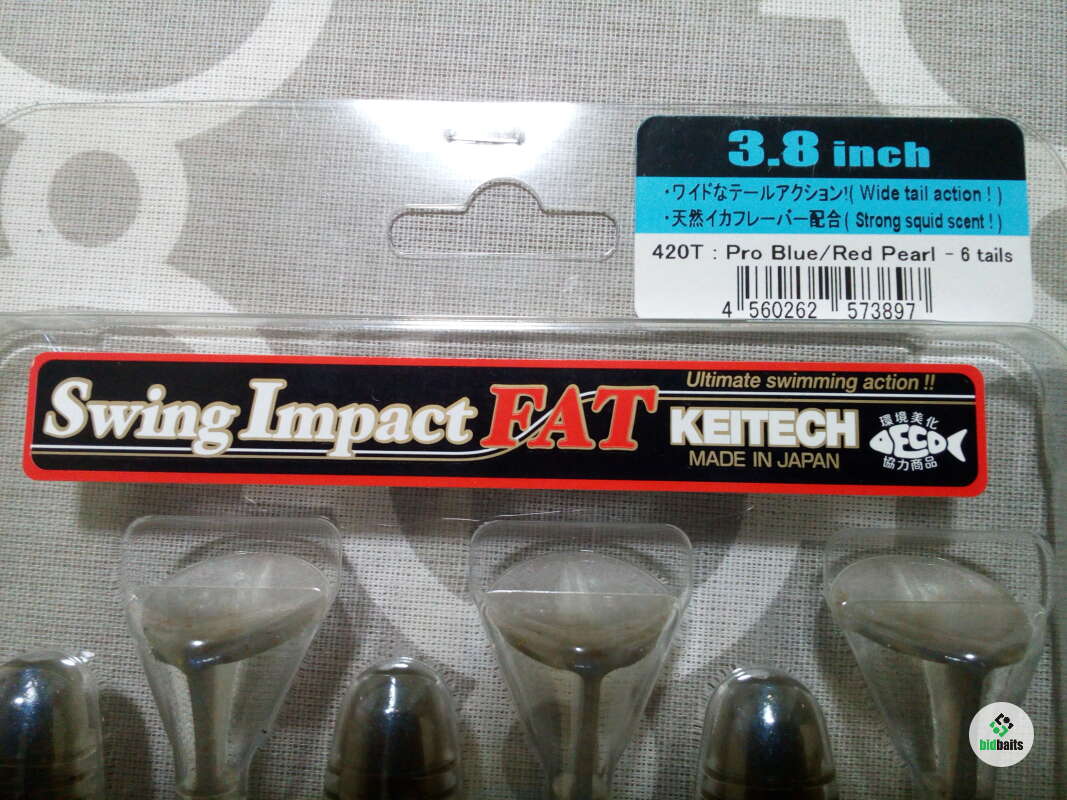 3.8 inch
・ワイドなテールアクション!( Wide tail action ! )
・天然イカフレーバー配合 ( Strong squid scent ! )
420T : Pro Blue/Red Pearl - 6 tails
4 560262 573897
Swing Impact FAT
Ultimate swimming action !!
KEITECH
MADE IN JAPAN
環境美化
FECO
協力商品
bidbaits